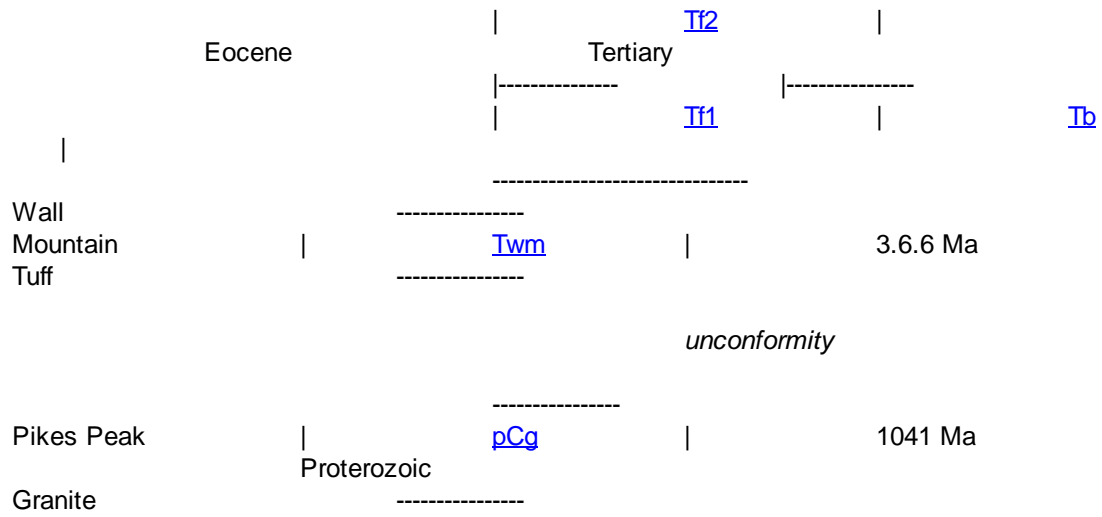 | Tf2 |
Eocene Tertiary
|--------------- |----------------
| Tf1 | Tb
|
--------------------------------
Wall ----------------
Mountain | Twm | 3.6.6 Ma
Tuff ----------------
unconformity
----------------
Pikes Peak | pCg | 1041 Ma
Proterozoic
Granite ----------------